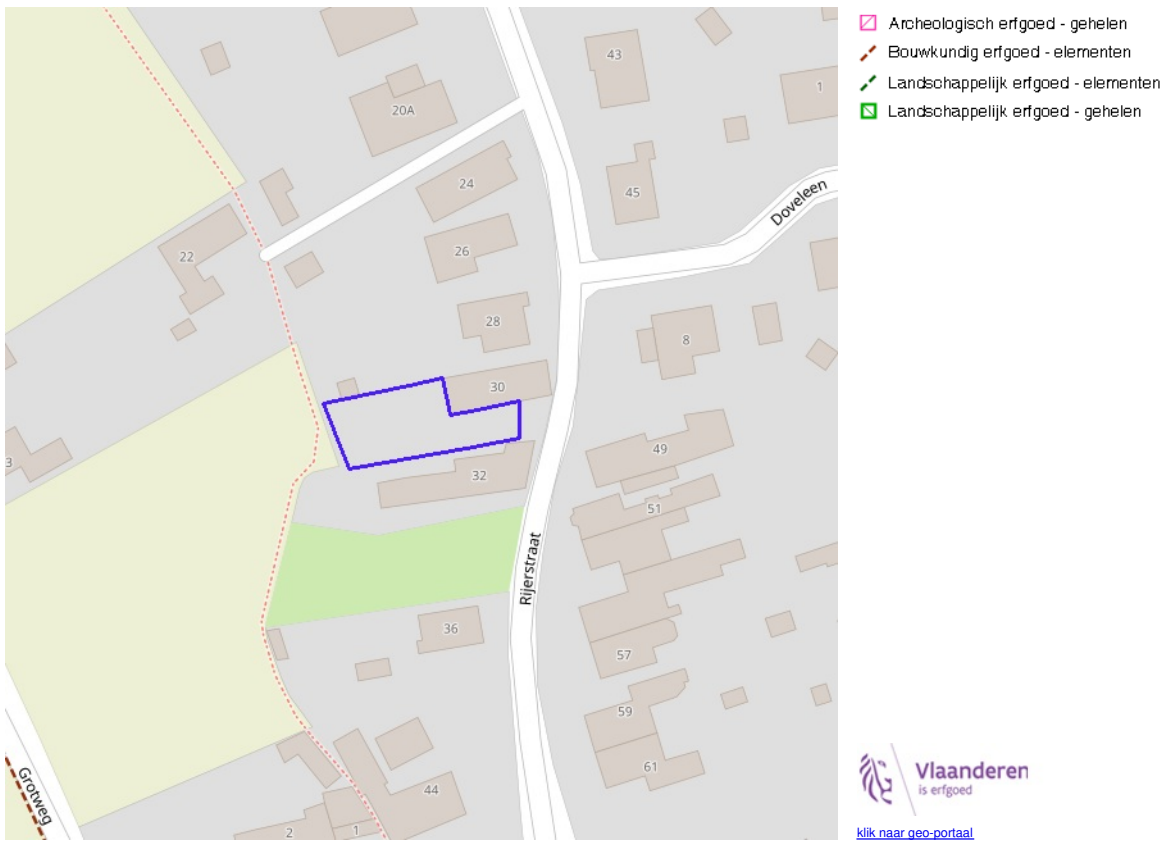 43
1
20A
24
45
Doveleen
26
22
28
8
30
49
3
32
51
Rijerstraat
36
57
59
61
Grotweg
44
2
1
Archeologisch erfgoed - gehelen
Bouwkundig erfgoed - elementen
Landschappelijk erfgoed - elementen
Landschappelijk erfgoed - gehelen
Vlaanderen
is erfgoed
klik naar geo-portaal